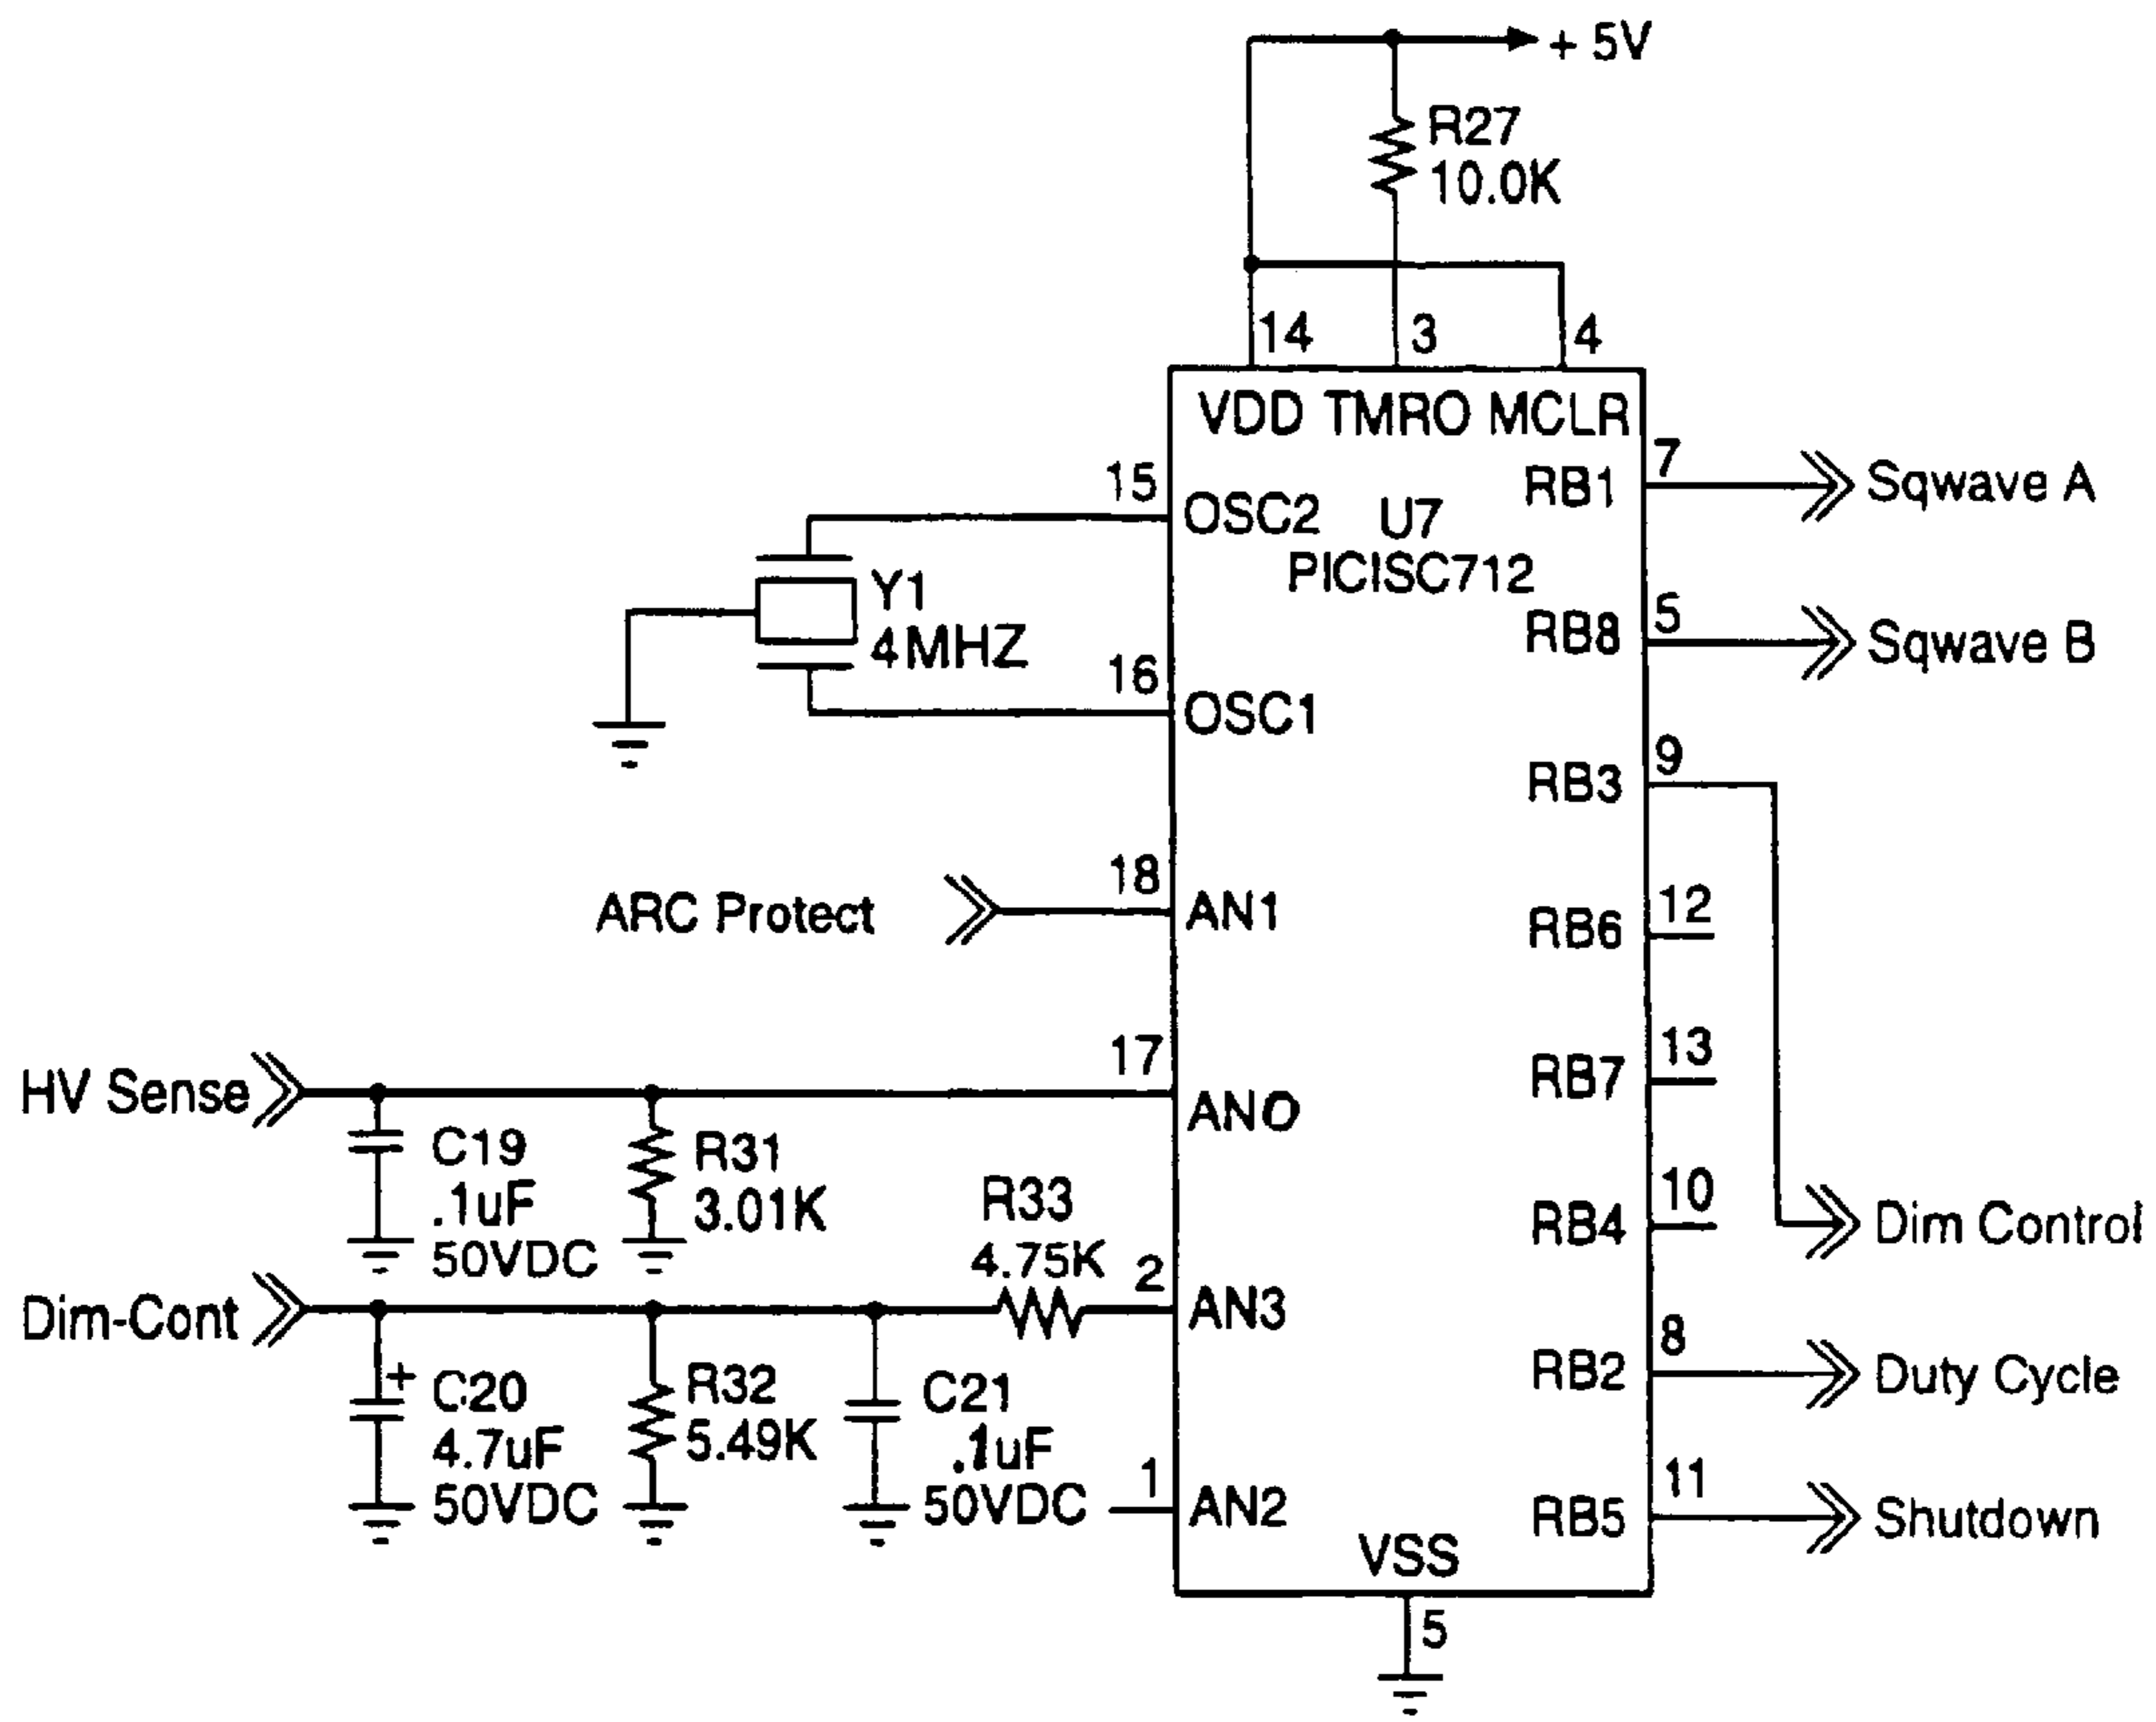 + 5V
R27
10.0K
14
3
4
VDD TMRO MCLR
7
RB1
Sqwave A
15
OSC2
U7
PICISC712
Y1
4MHZ
5
RB8
Sqwave B
16
OSC1
9
RB3
18
ARC Protect
AN1
12
RB6
17
HV Sense
ANO
13
RB7
C19
.1uF
50VDC
R31
3.01K
R33
4.75K
10
RB4
Dim Control
2
Dim-Cont
AN3
8
RB2
Duty Cycle
+
C20
4.7uF
50VDC
R32
5.49K
C21
.1uF
50VDC
1
AN2
11
RB5
Shutdown
VSS
5